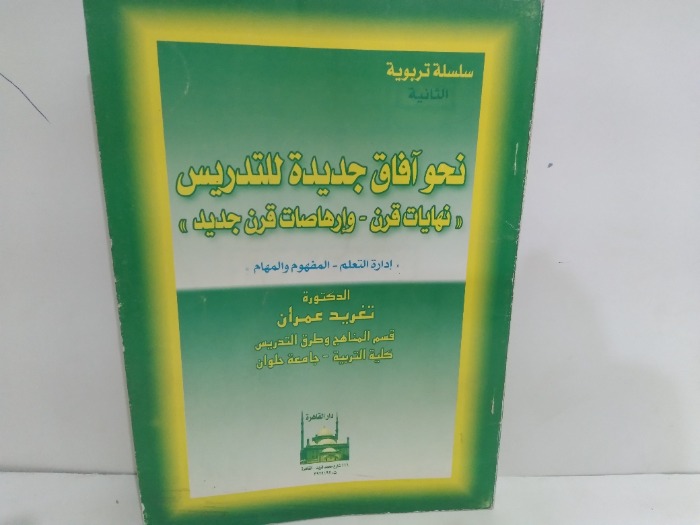 سلسلة تربوية
الثانية
نحو آفاق جديدة للتدريس
« نهايات قرن - وإرهاصات قرن جديد »
" إدارة التعلم - المفهوم والمهام "
الدكتورة
تغريد عمران
قسم المناهج وطرق التدريس
كلية التربية - جامعة حلوان
دار القاهرة